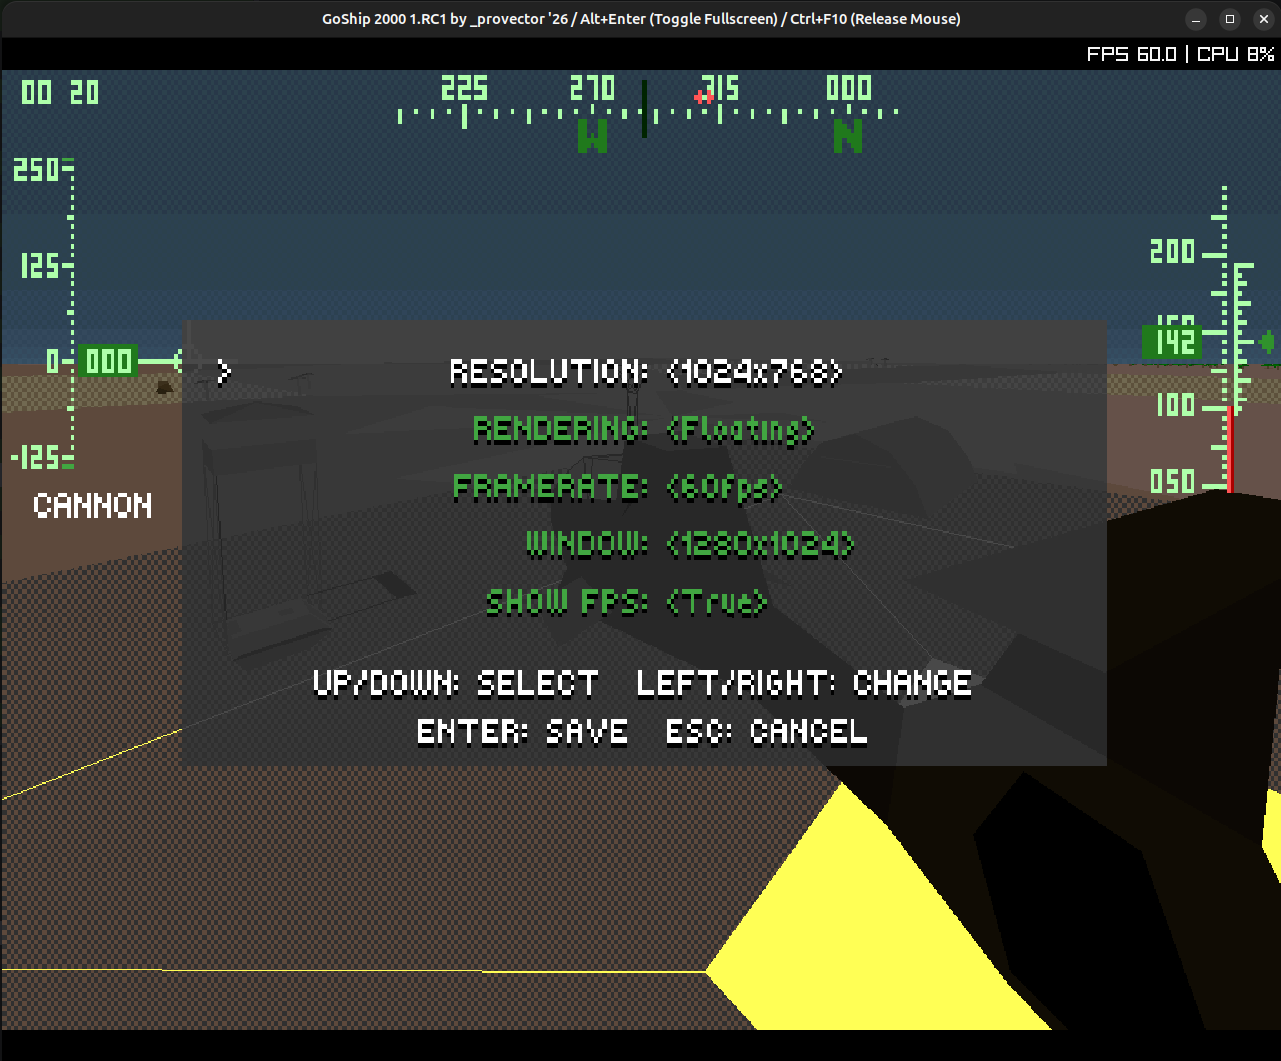 GoShip 2000 1.RC1 by _provector '26 / Alt+Enter (Toggle Fullscreen) / Ctrl+F10 (Release Mouse)
FPS 60.0 | CPU 8%
00 20
225 270 315 000
W N
250
125
0 000
-125
CANNON
200
150
142
100
050
> RESOLUTION: <1024x768>
RENDERING: <Floating>
FRAMERATE: <60fps>
WINDOW: <1280x1024>
SHOW FPS: <True>
UP/DOWN: SELECT LEFT/RIGHT: CHANGE
ENTER: SAVE ESC: CANCEL